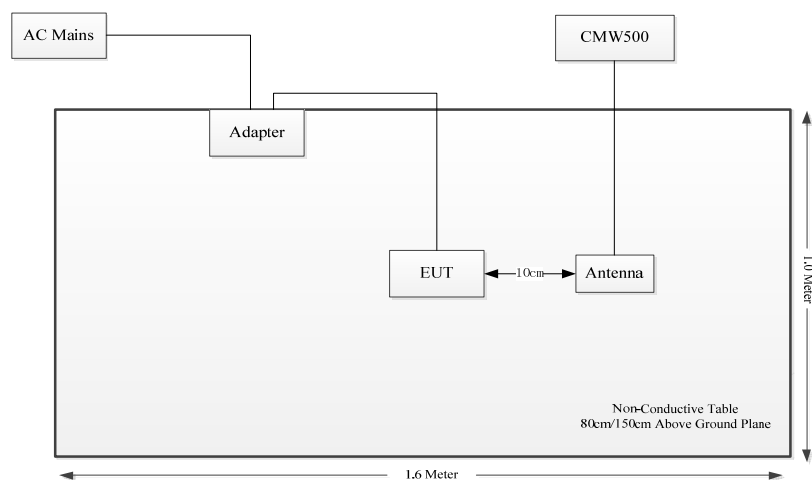 AC Mains
CMW500
Adapter
EUT
10cm
Antenna
1.0 Meter
Non-Conductive Table
80cm/150cm Above Ground Plane
1.6 Meter